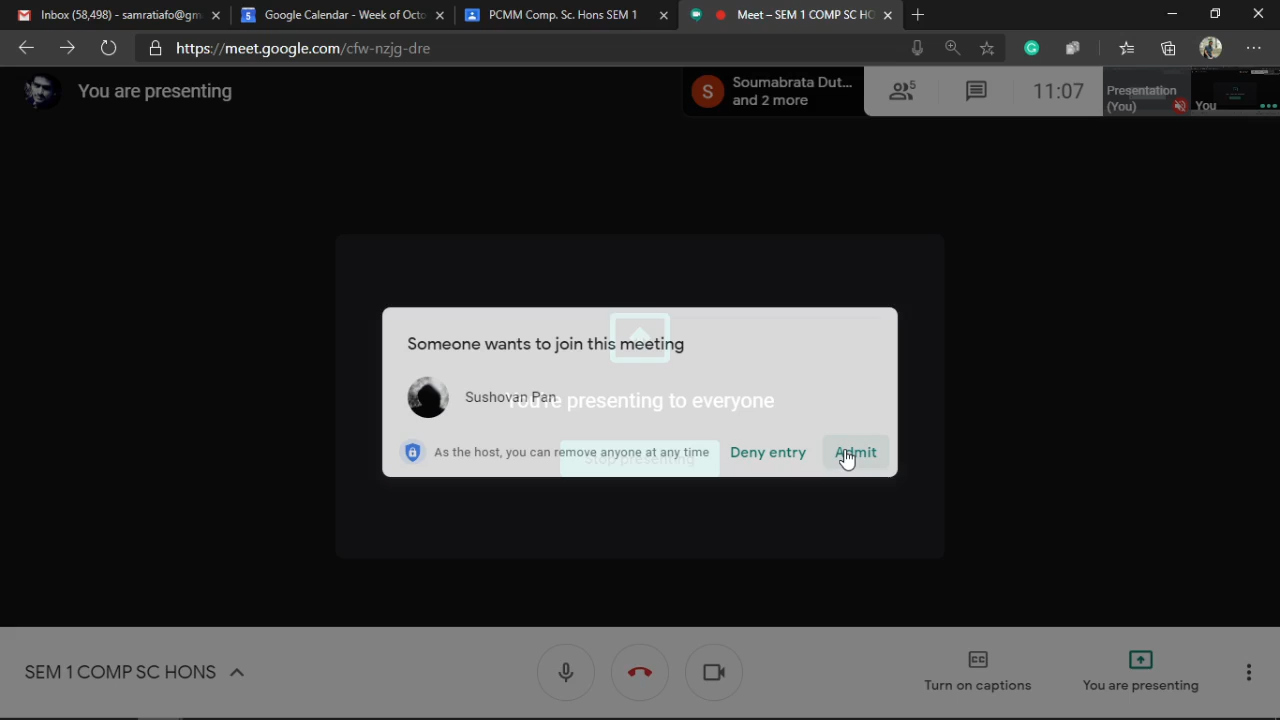 Inbox (58,498) - samratiafo@gm
Google Calendar - Week of Octo
PCMM Comp. Sc. Hons SEM 1
Meet – SEM 1 COMP SC HO
https://meet.google.com/cfw-nzjg-dre
You are presenting
S
Soumabrata Dut...
and 2 more
5
11:07
Presentation
(You)
You
Someone wants to join this meeting
Sushovan Pan
You're presenting to everyone
As the host, you can remove anyone at any time
Stop presenting
Deny entry
Admit
SEM 1 COMP SC HONS
CC
Turn on captions
You are presenting